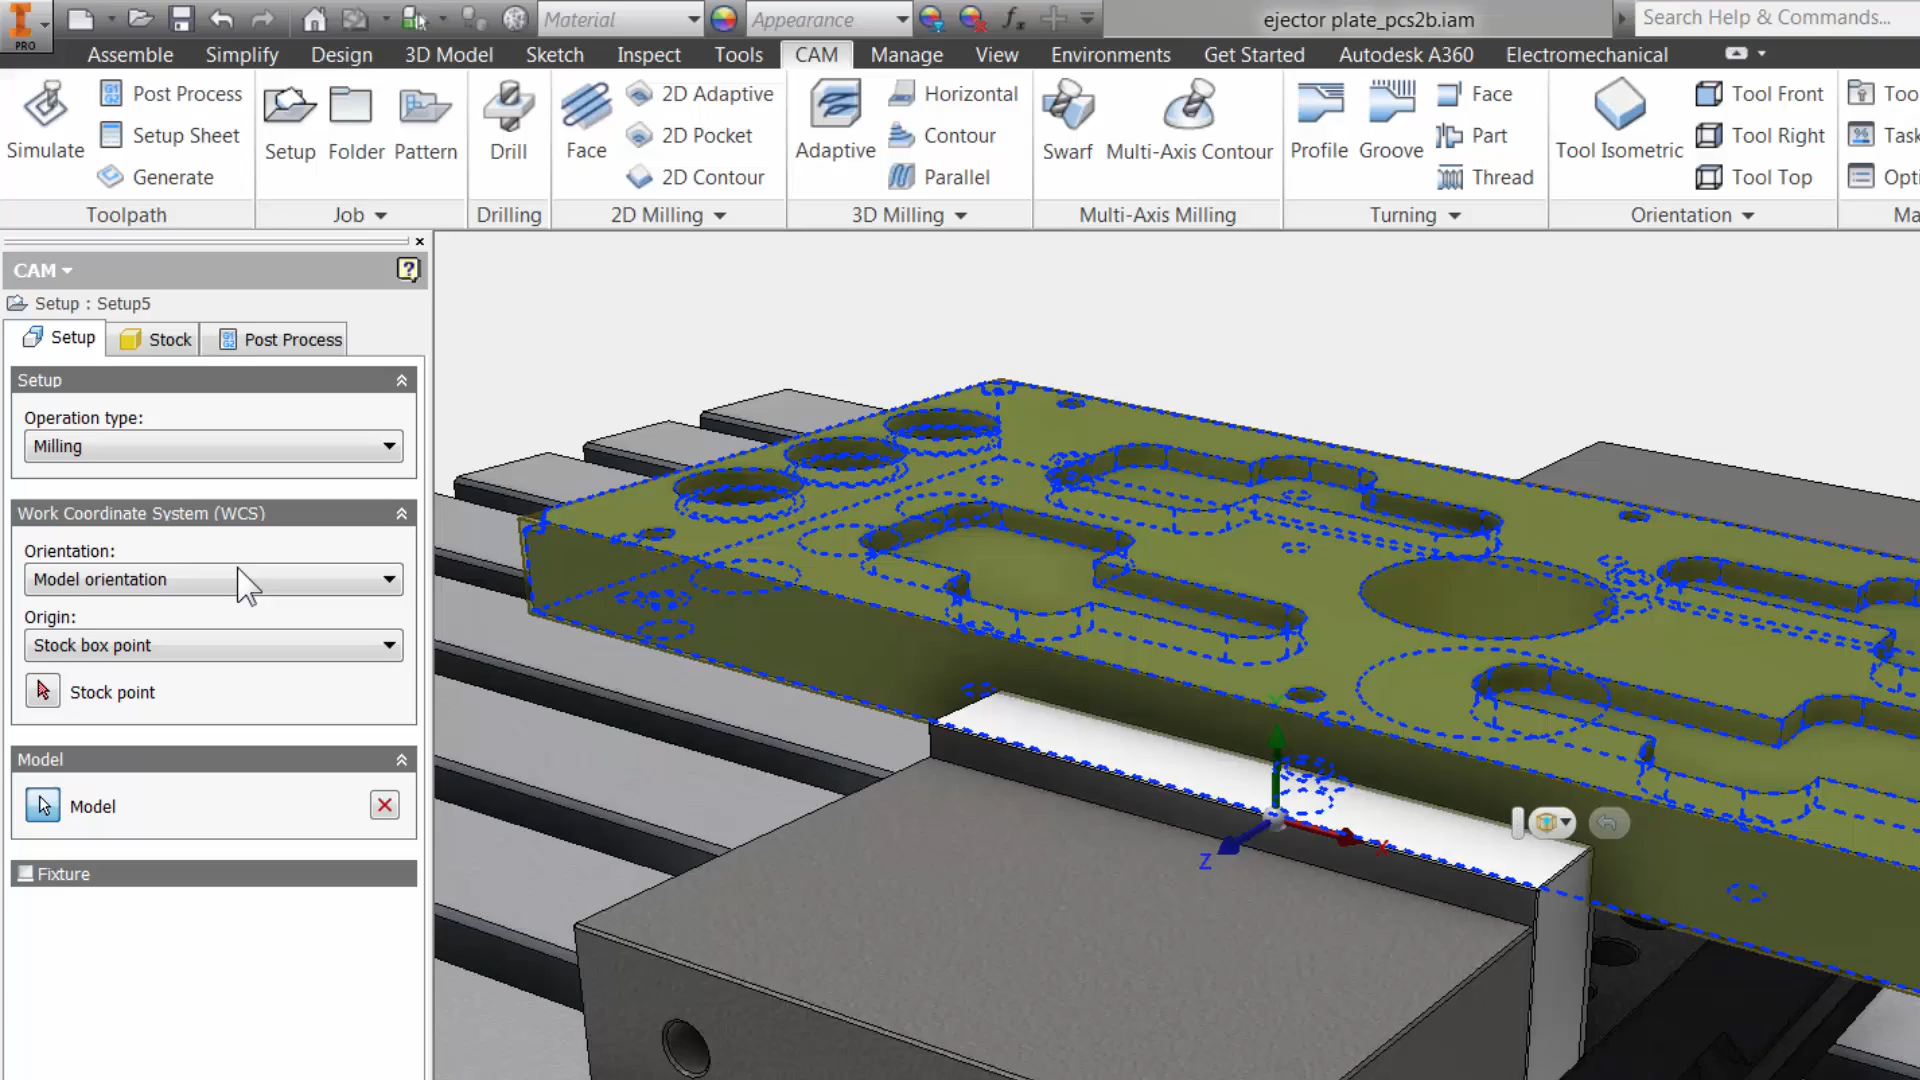 PRO
Material
Appearance
fx
ejector plate_pcs2b.iam
Search Help & Commands...
Assemble Simplify Design 3D Model Sketch Inspect Tools CAM Manage View Environments Get Started Autodesk A360 Electromechanical
Simulate
Post Process
Setup Sheet
Generate
Toolpath
Setup Folder Pattern
Job
Drill
Drilling
Face
2D Adaptive
2D Pocket
2D Contour
2D Milling
Adaptive
Horizontal
Contour
Parallel
3D Milling
Swarf Multi-Axis Contour
Multi-Axis Milling
Profile Groove
Face
Part
Thread
Turning
Tool Isometric
Tool Front
Tool Right
Tool Top
Orientation
Too
Task
Opti
Ma
CAM
Setup : Setup5
Setup Stock Post Process
Setup
Operation type:
Milling
Work Coordinate System (WCS)
Orientation:
Model orientation
Origin:
Stock box point
Stock point
Model
Model
Fixture
Y
X
Z